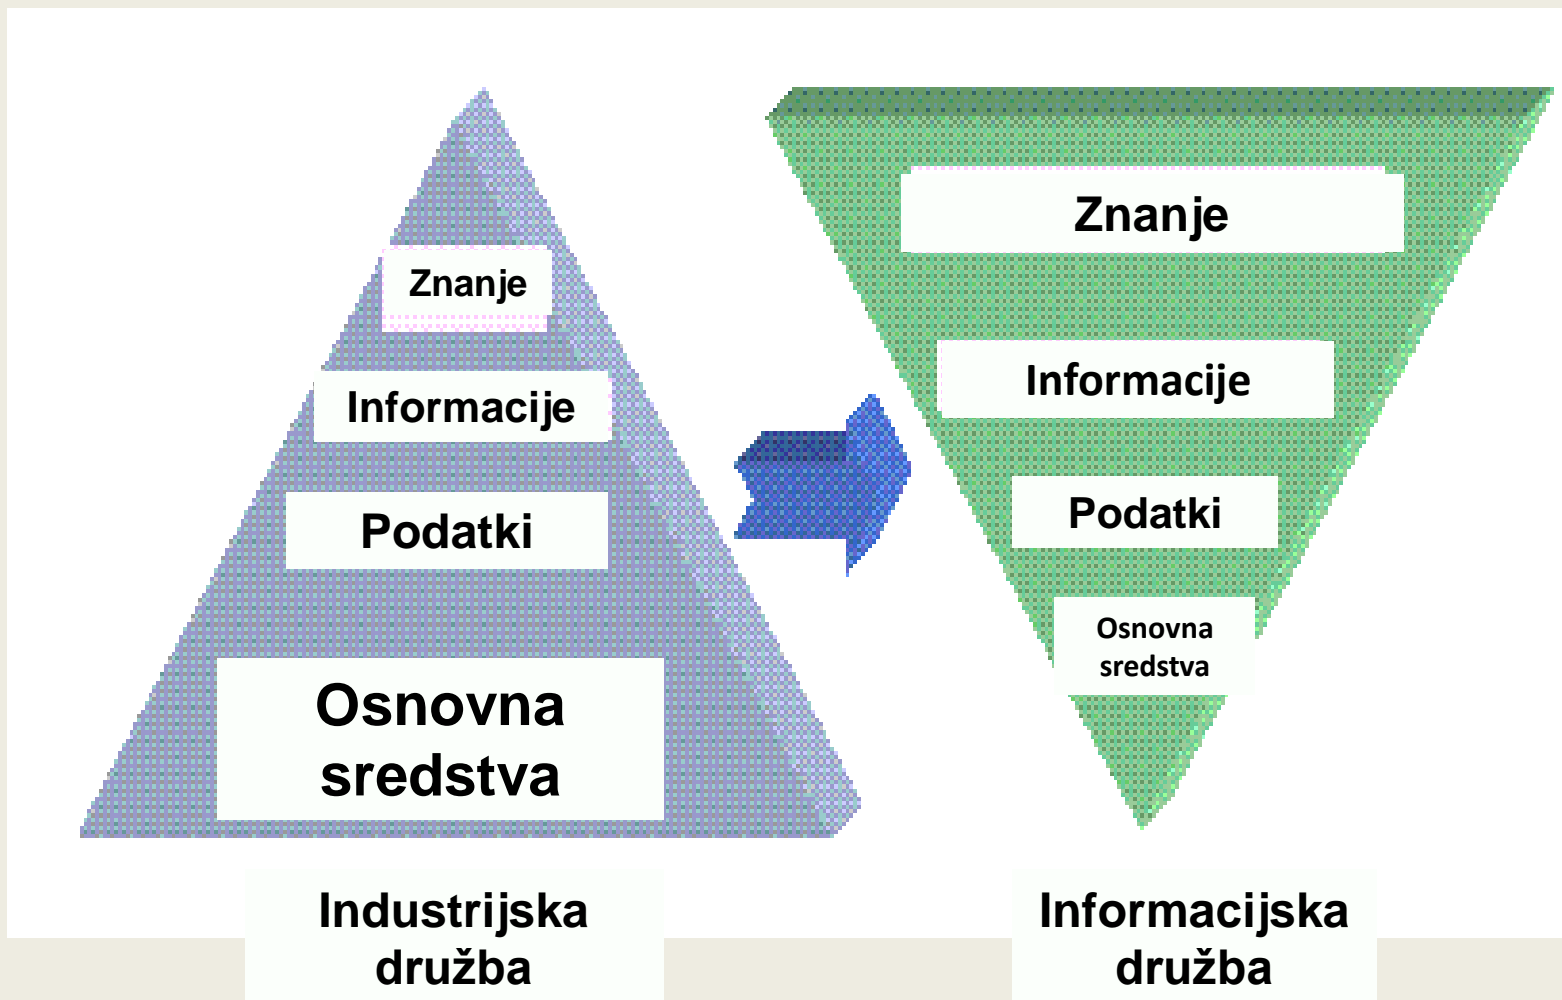 Znanje
Informacije
Podatki
Osnovna
sredstva
Industrijska
družba
Znanje
Informacije
Podatki
Osnovna
sredstva
Informacijska
družba